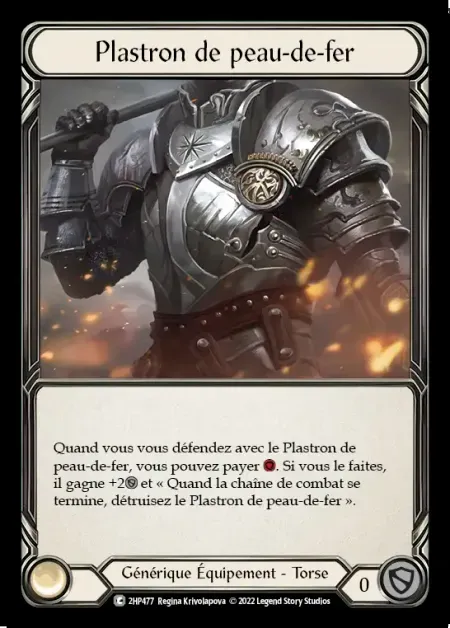 Plastron de peau-de-fer
Quand vous vous défendez avec le Plastron de
peau-de-fer, vous pouvez payer . Si vous le faites,
il gagne +2 et « Quand la chaîne de combat se
termine, détruisez le Plastron de peau-de-fer ».
Générique Équipement - Torse
0
C 2HP477 Regina Krivolapova © 2022 Legend Story Studios